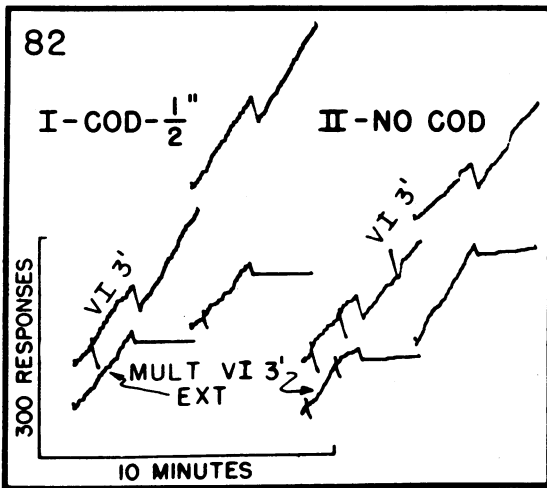 82
I-COD-1/2"
II-NO COD
VI 3'
VI 3'
MULT VI 3'
EXT
300 RESPONSES
10 MINUTES